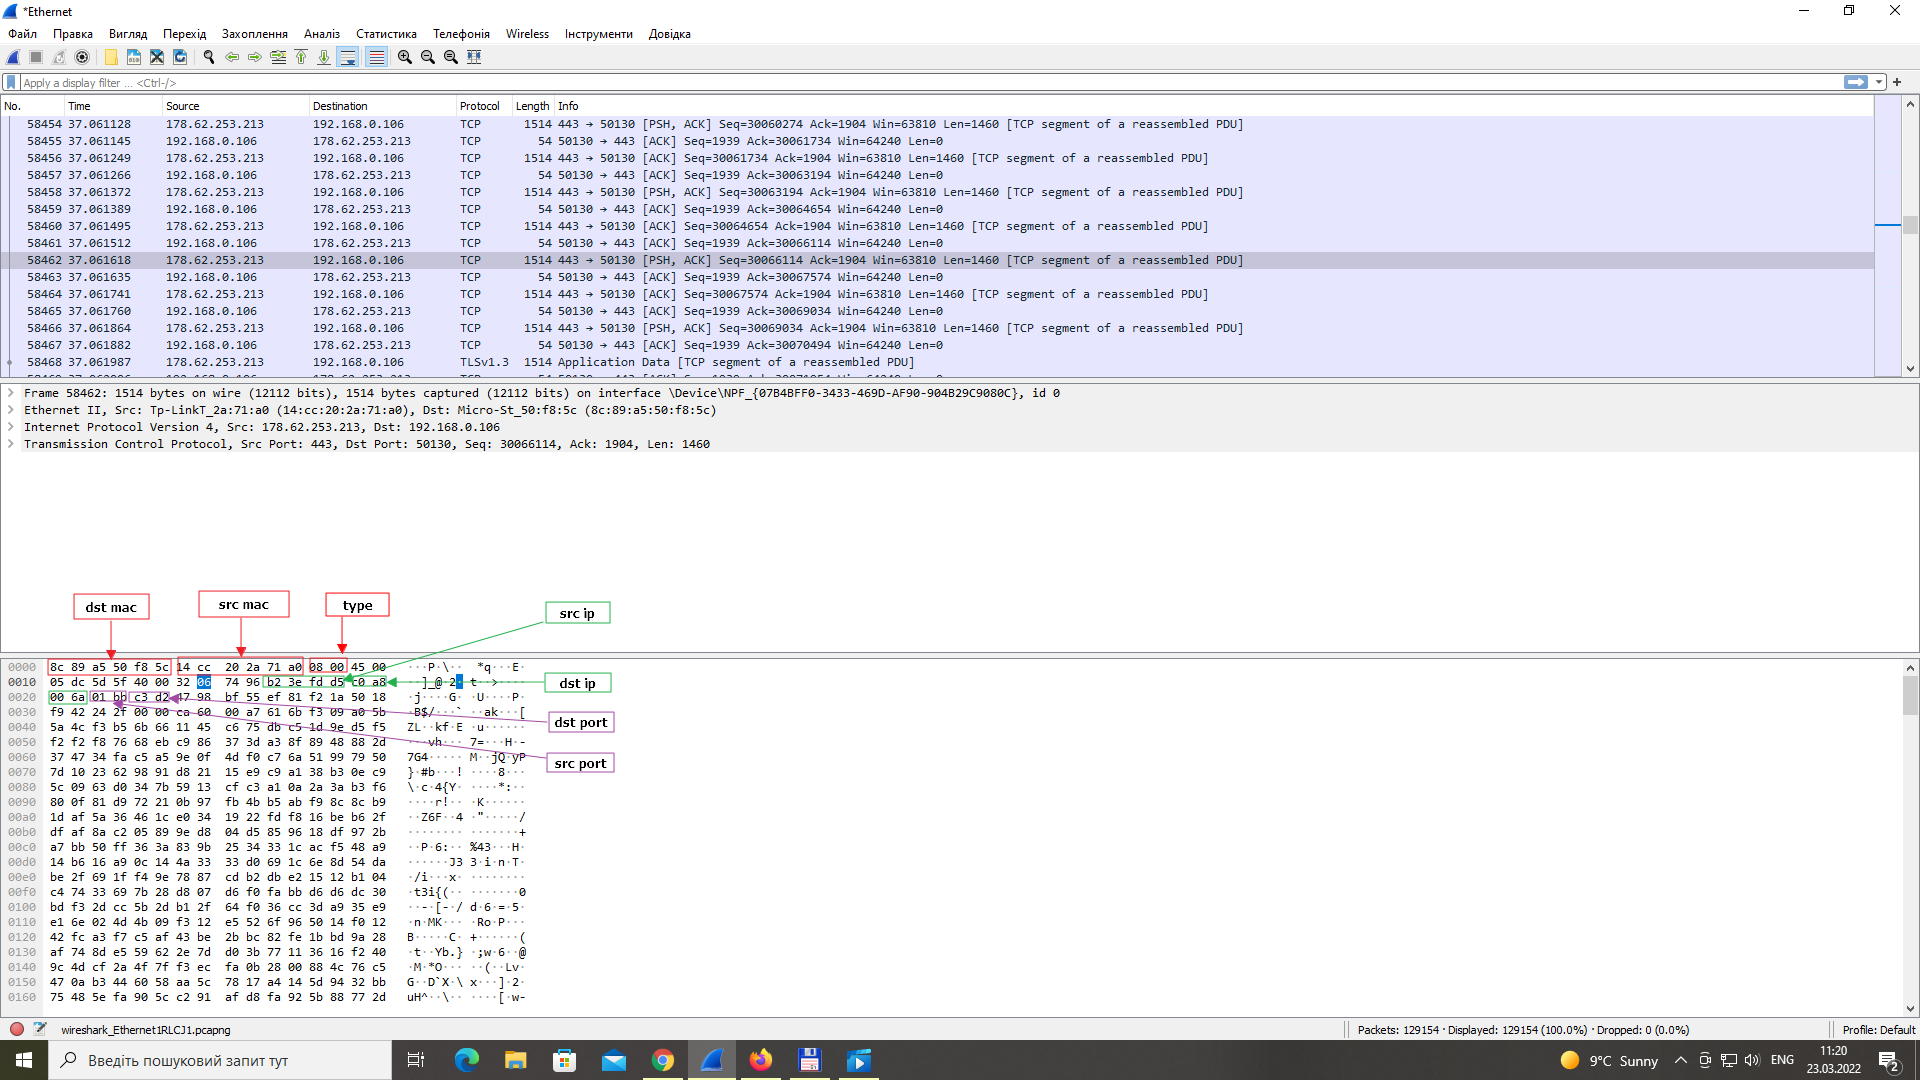 *Ethernet
Файл Правка Вигляд Перехід Захоплення Аналіз Статистика Телефонія Wireless Інструменти Довідка
Apply a display filter ... <Ctrl-/>
No. Time Source Destination Protocol Length Info
58454 37.061128 178.62.253.213 192.168.0.106 TCP 1514 443 → 50130 [PSH, ACK] Seq=30060274 Ack=1904 Win=63810 Len=1460 [TCP segment of a reassembled PDU]
58455 37.061145 192.168.0.106 178.62.253.213 TCP 54 50130 → 443 [ACK] Seq=1939 Ack=30061734 Win=64240 Len=0
58456 37.061249 178.62.253.213 192.168.0.106 TCP 1514 443 → 50130 [ACK] Seq=30061734 Ack=1904 Win=63810 Len=1460 [TCP segment of a reassembled PDU]
58457 37.061266 192.168.0.106 178.62.253.213 TCP 54 50130 → 443 [ACK] Seq=1939 Ack=30063194 Win=64240 Len=0
58458 37.061372 178.62.253.213 192.168.0.106 TCP 1514 443 → 50130 [PSH, ACK] Seq=30063194 Ack=1904 Win=63810 Len=1460 [TCP segment of a reassembled PDU]
58459 37.061389 192.168.0.106 178.62.253.213 TCP 54 50130 → 443 [ACK] Seq=1939 Ack=30064654 Win=64240 Len=0
58460 37.061495 178.62.253.213 192.168.0.106 TCP 1514 443 → 50130 [PSH, ACK] Seq=30064654 Ack=1904 Win=63810 Len=1460 [TCP segment of a reassembled PDU]
58461 37.061512 192.168.0.106 178.62.253.213 TCP 54 50130 → 443 [ACK] Seq=1939 Ack=30066114 Win=64240 Len=0
58462 37.061618 178.62.253.213 192.168.0.106 TCP 1514 443 → 50130 [PSH, ACK] Seq=30066114 Ack=1904 Win=63810 Len=1460 [TCP segment of a reassembled PDU]
58463 37.061635 192.168.0.106 178.62.253.213 TCP 54 50130 → 443 [ACK] Seq=1939 Ack=30067574 Win=64240 Len=0
58464 37.061741 178.62.253.213 192.168.0.106 TCP 1514 443 → 50130 [ACK] Seq=30067574 Ack=1904 Win=63810 Len=1460 [TCP segment of a reassembled PDU]
58465 37.061760 192.168.0.106 178.62.253.213 TCP 54 50130 → 443 [ACK] Seq=1939 Ack=30069034 Win=64240 Len=0
58466 37.061864 178.62.253.213 192.168.0.106 TCP 1514 443 → 50130 [PSH, ACK] Seq=30069034 Ack=1904 Win=63810 Len=1460 [TCP segment of a reassembled PDU]
58467 37.061882 192.168.0.106 178.62.253.213 TCP 54 50130 → 443 [ACK] Seq=1939 Ack=30070494 Win=64240 Len=0
58468 37.061987 178.62.253.213 192.168.0.106 TLSv1.3 1514 Application Data [TCP segment of a reassembled PDU]
Frame 58462: 1514 bytes on wire (12112 bits), 1514 bytes captured (12112 bits) on interface \Device\NPF_{07B4BFF0-3433-469D-AF90-904B29C9080C}, id 0
Ethernet II, Src: Tp-LinkT_2a:71:a0 (14:cc:20:2a:71:a0), Dst: Micro-St_50:f8:5c (8c:89:a5:50:f8:5c)
Internet Protocol Version 4, Src: 178.62.253.213, Dst: 192.168.0.106
Transmission Control Protocol, Src Port: 443, Dst Port: 50130, Seq: 30066114, Ack: 1904, Len: 1460
dst mac src mac type src ip
dst ip
dst port
src port
0000 8c 89 a5 50 f8 5c 14 cc 20 2a 71 a0 08 00 45 00 ···P·\·· *q···E·
0010 05 dc 5d 5f 40 00 32 06 74 96 b2 3e fd d5 c0 a8 ··]_@·2· t··>····
0020 00 6a 01 bb c3 d2 47 98 bf 55 ef 81 f2 1a 50 18 ·j····G· ·U····P·
0030 f9 42 24 2f 00 00 ca 60 00 a7 61 6b f3 09 a0 5b ·B$/···` ··ak···[
0040 5a 4c f3 b5 6b 66 11 45 c6 75 db c5 1d 9e d5 f5 ZL··kf·E ·u······
0050 f2 f2 f8 76 68 eb c9 86 37 3d a3 8f 89 48 88 2d ···vh··· 7=···H·-
0060 37 47 34 fa c5 a5 9e 0f 4d f0 c7 6a 51 99 79 50 7G4····· M··jQ·yP
0070 7d 10 23 62 98 91 d8 21 15 e9 c9 a1 38 b3 0e c9 }·#b···! ····8···
0080 5c 09 63 d0 34 7b 59 13 cf c3 a1 0a 2a 3a b3 f6 \·c·4{Y· ····*:··
0090 80 0f 81 d9 72 21 0b 97 fb 4b b5 ab f9 8c 8c b9 ····r!·· ·K······
00a0 1d af 5a 36 46 1c e0 34 19 22 fd f8 16 be b6 2f ··Z6F··4 ·"·····/
00b0 df af 8a c2 05 89 9e d8 04 d5 85 96 18 df 97 2b ········ ·······+
00c0 a7 bb 50 ff 36 3a 83 9b 25 34 33 1c ac f5 48 a9 ··P·6:·· %43···H·
00d0 14 b6 16 a9 0c 14 4a 33 33 d0 69 1c 6e 8d 54 da ······J3 3·i·n·T·
00e0 be 2f 69 1f f4 9e 78 87 cd b2 db e2 15 12 b1 04 ·/i···x· ········
00f0 c4 74 33 69 7b 28 d8 07 d6 f0 fa bb d6 d6 dc 30 ·t3i{(·· ·······0
0100 bd f3 2d cc 5b 2d b1 2f 64 f0 36 cc 3d a9 35 e9 ··-·[-·/ d·6·=·5·
0110 e1 6e 02 4d 4b 09 f3 12 e5 52 6f 96 50 14 f0 12 ·n·MK··· ·Ro·P···
0120 42 fc a3 f7 c5 af 43 be 2b bc 82 fe 1b bd 9a 28 B·····C· +······(
0130 af 74 8d e5 59 62 2e 7d d0 3b 77 11 36 16 f2 40 ·t··Yb.} ·;w·6··@
0140 9c 4d cf 2a 4f 7f f3 ec fa 0b 28 00 88 4c 76 c5 ·M·*O··· ··(··Lv·
0150 47 0a b3 44 60 58 aa 5c 78 17 a4 14 5d 94 32 bb G··D`X·\ x···]·2·
0160 75 48 5e fa 90 5c c2 91 af d8 fa 92 5b 88 77 2d uH^··\·· ····[·w-
wireshark_Ethernet1RLCJ1.pcapng Packets: 129154 · Displayed: 129154 (100.0%) · Dropped: 0 (0.0%) Profile: Default
Введіть пошуковий запит тут 9°C Sunny ENG 11:20
23.03.2022 2